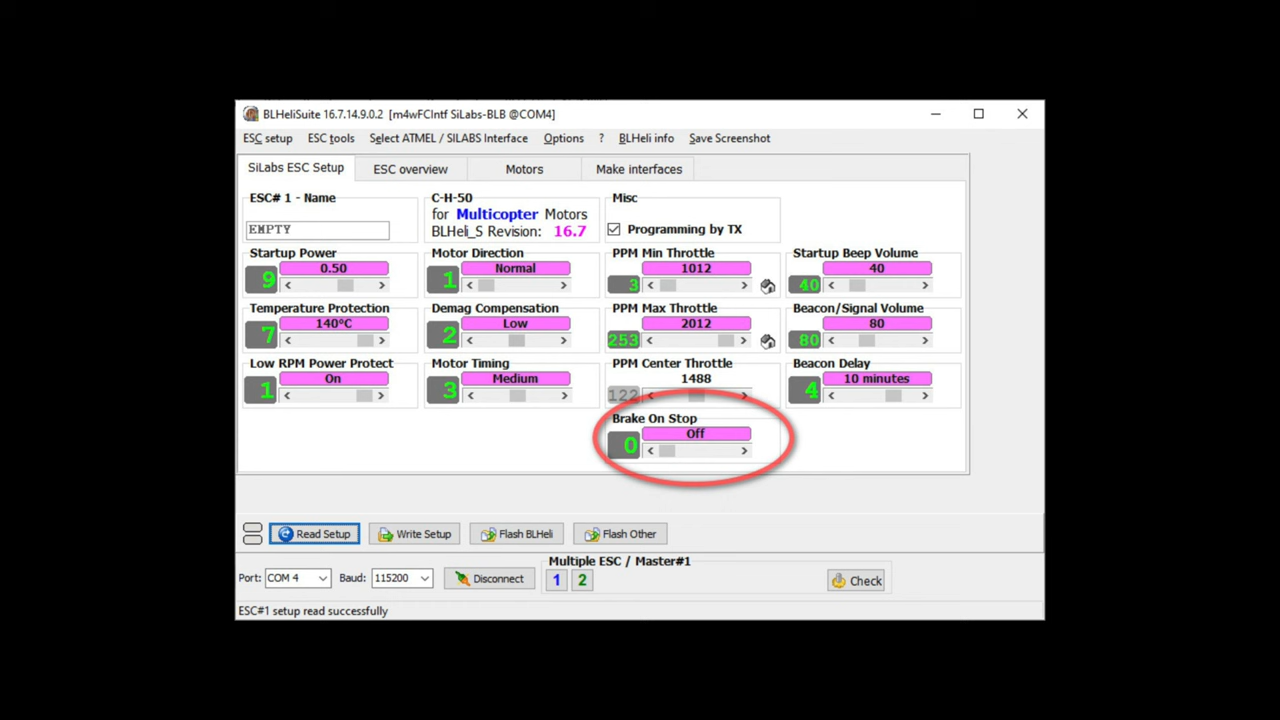 BLHeliSuite 16.7.14.9.0.2 [m4wFCIntf SiLabs-BLB @COM4]
ESC setup ESC tools Select ATMEL / SILABS Interface Options ? BLHeli info Save Screenshot
SiLabs ESC Setup ESC overview Motors Make interfaces
ESC# 1 - Name C-H-50 Misc
for Multicopter Motors
EMPTY BLHeli_S Revision: 16.7 Programming by TX
Startup Power Motor Direction PPM Min Throttle Startup Beep Volume
9 0.50 1 Normal 3 1012 40 40
Temperature Protection Demag Compensation PPM Max Throttle Beacon/Signal Volume
7 140°C 2 Low 253 2012 80 80
Low RPM Power Protect Motor Timing PPM Center Throttle Beacon Delay
1 On 3 Medium 122 1488 4 10 minutes
Brake On Stop
0 Off
Read Setup Write Setup Flash BLHeli Flash Other
Multiple ESC / Master#1
Port: COM 4 Baud: 115200 Disconnect 1 2 Check
ESC#1 setup read successfully